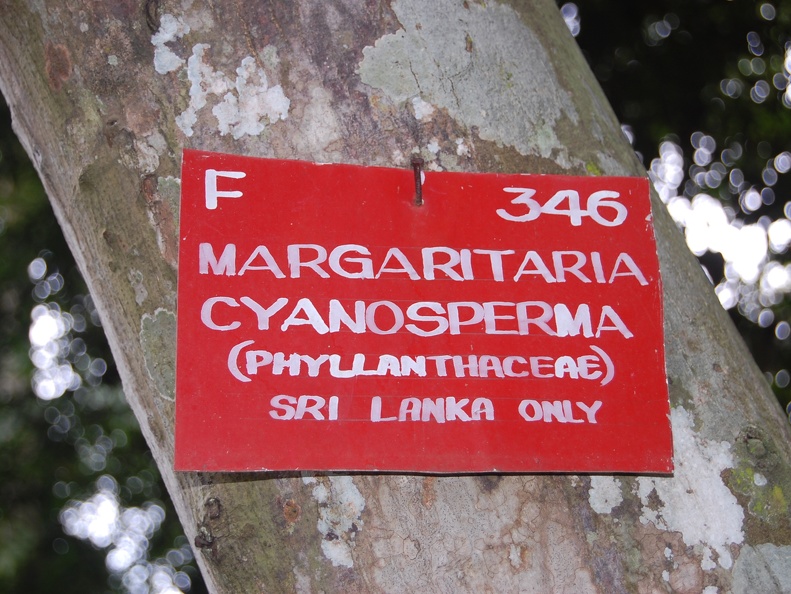 F 346
MARGARITARIA
CYANOSPERMA
(PHYLLANTHACEAE)
SRI LANKA ONLY